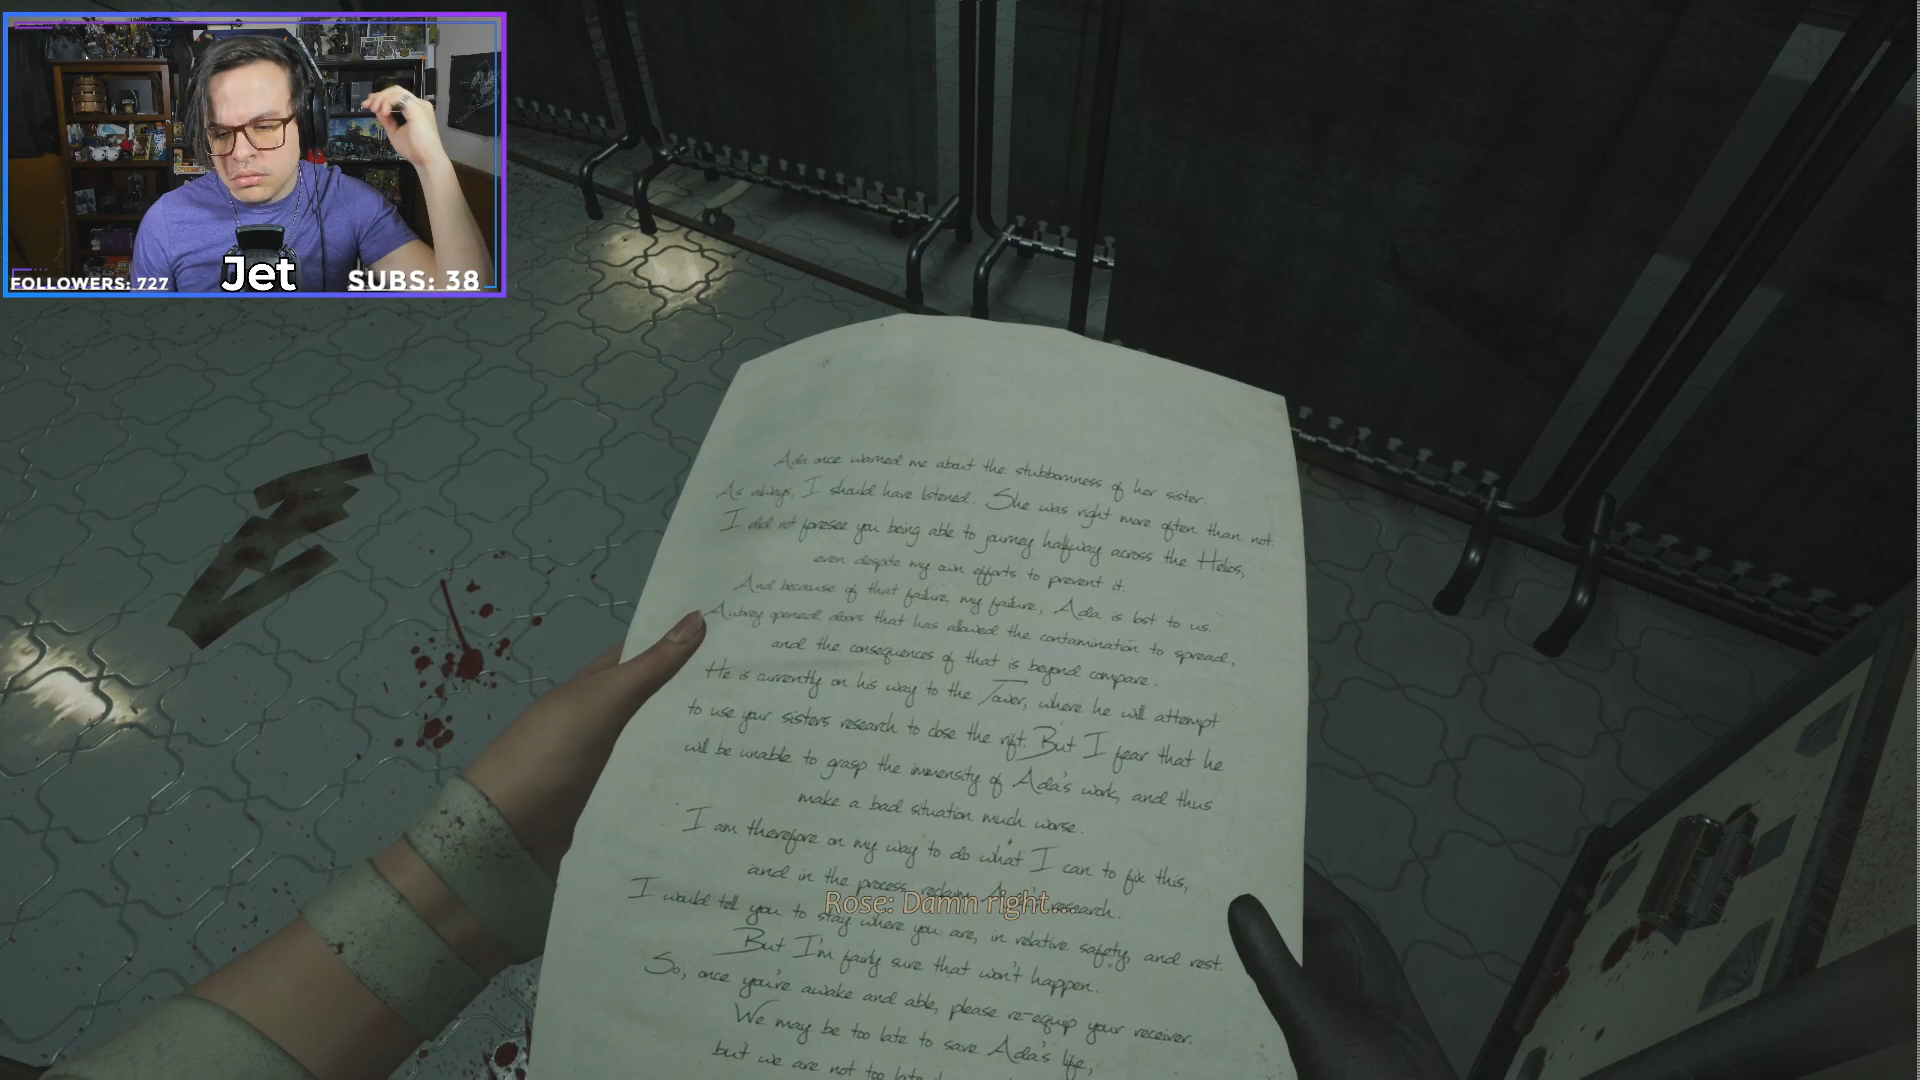 FOLLOWERS: 727
Jet
SUBS: 38
Ada once warned me about the stubbornness of her sister.
As always, I should have listened. She was right more often than not.
I did not foresee you being able to journey halfway across the Helios,
even despite my own efforts to prevent it.
And because of that failure, my failure, Ada is lost to us.
Aubrey opened doors that has allowed the contamination to spread,
and the consequences of that is beyond compare.
He is currently on his way to the Tower, where he will attempt
to use your sisters research to close the rift. But I fear that he
will be unable to grasp the immensity of Ada's work, and thus
make a bad situation much worse.
I am therefore on my way to do what I can to fix this,
and in the process, reclaim Ada's research.
Rose: Damn right...
I would tell you to stay where you are, in relative safety, and rest.
But I'm fairly sure that won't happen.
So, once you're awake and able, please re-equip your receiver.
We may be too late to save Ada's life,
but we are not too late